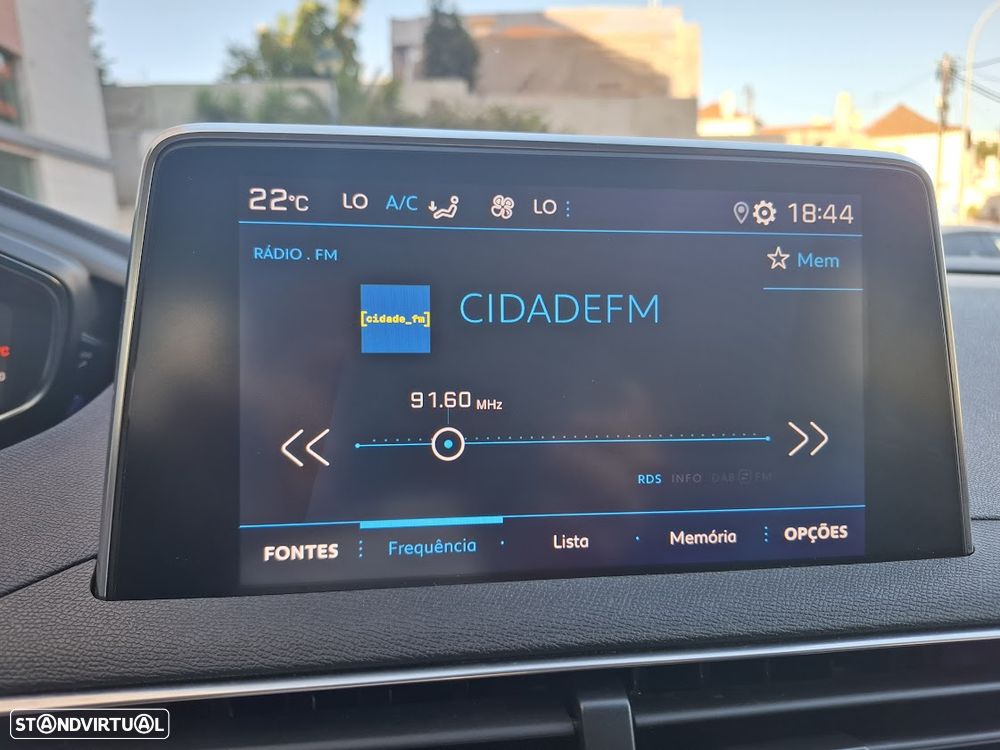 22°C LO A/C LO 18:44
RÁDIO . FM
Mem
[cidade_fm]
CIDADEFM
91.60 MHz
RDS INFO DAB FM
FONTES Frequência Lista Memória OPÇÕES
STANDVIRTUAL